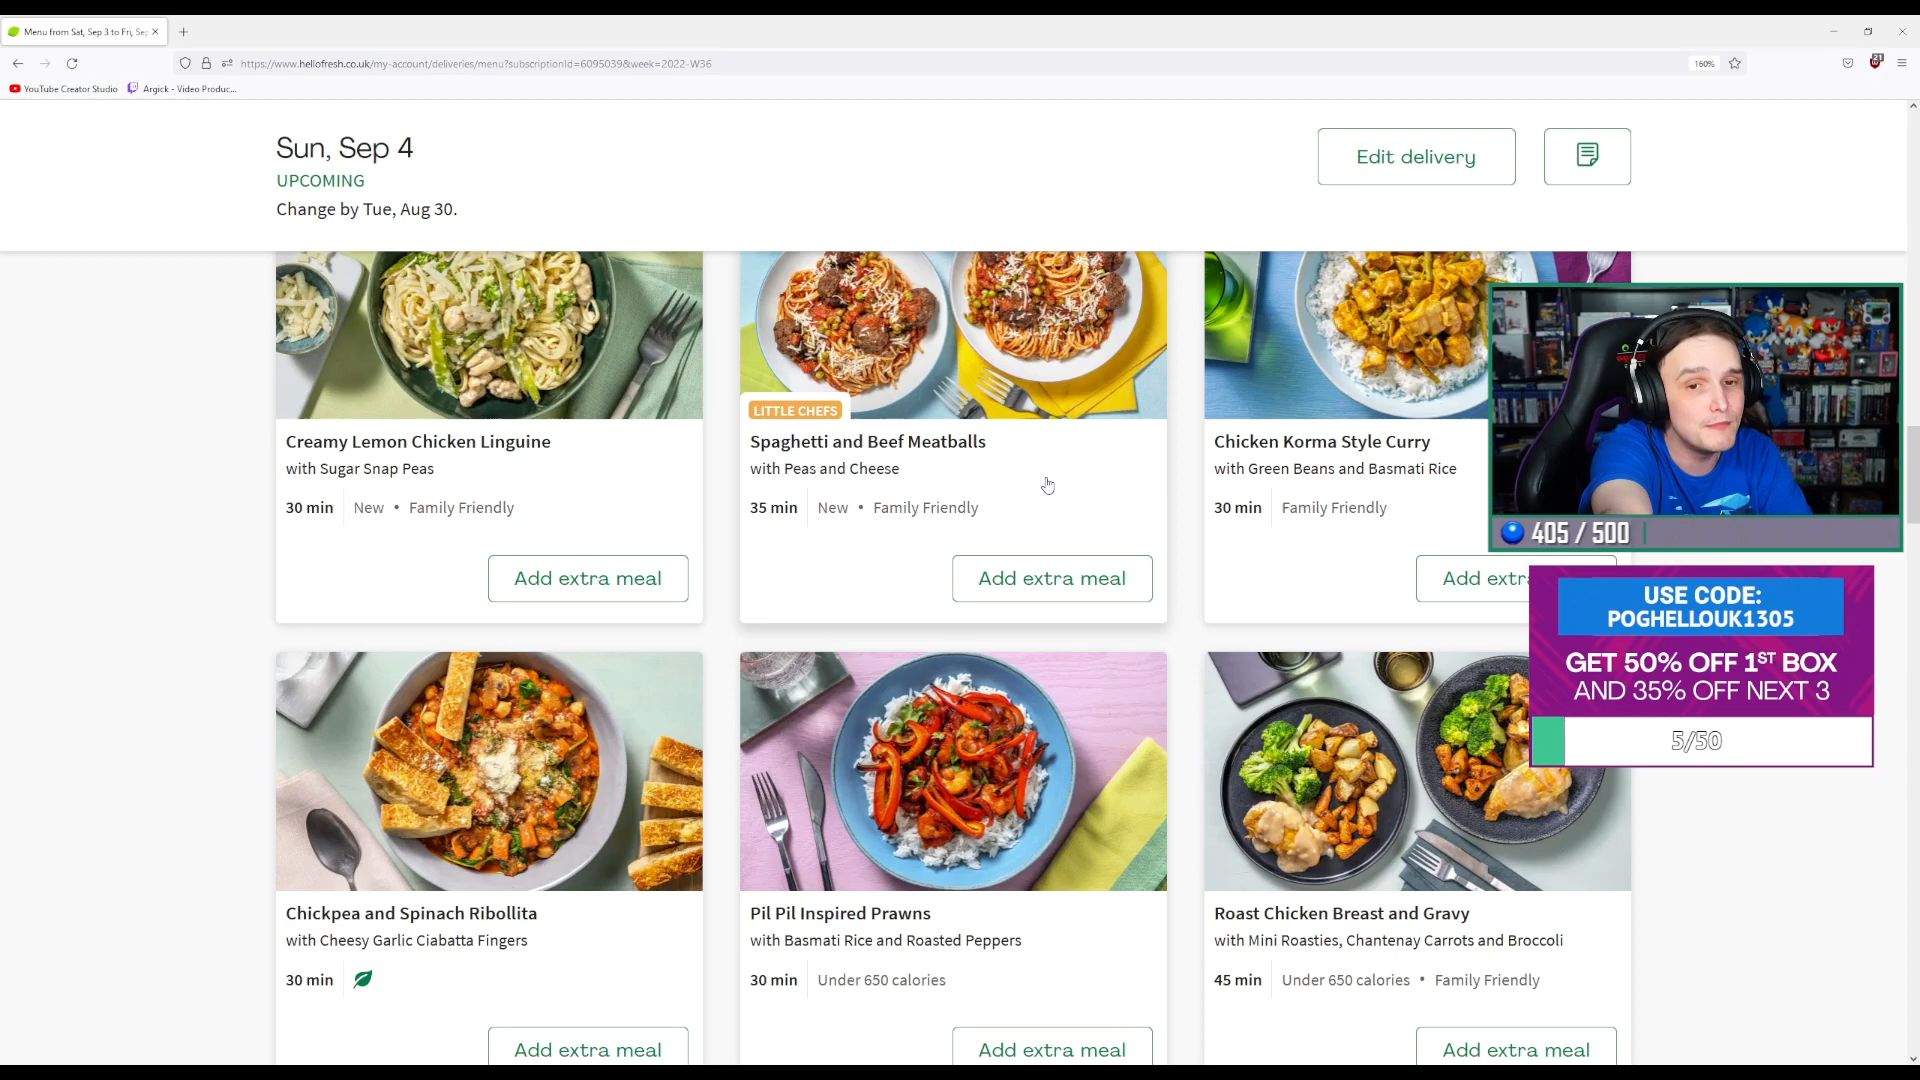 Menu from Sat, Sep 3 to Fri, Sep
https://www.hellofresh.co.uk/my-account/deliveries/menu?subscriptionId=6095039&week=2022-W36
160%
21
YouTube Creator Studio
Argick - Video Produc...
Sun, Sep 4
UPCOMING
Change by Tue, Aug 30.
Edit delivery
LITTLE CHEFS
Creamy Lemon Chicken Linguine
with Sugar Snap Peas
30 min
New • Family Friendly
Add extra meal
Spaghetti and Beef Meatballs
with Peas and Cheese
35 min
New • Family Friendly
Add extra meal
Chicken Korma Style Curry
with Green Beans and Basmati Rice
30 min
Family Friendly
Add extr
405 / 500
USE CODE:
POGHELLOUK1305
GET 50% OFF 1ST BOX
AND 35% OFF NEXT 3
5/50
Chickpea and Spinach Ribollita
with Cheesy Garlic Ciabatta Fingers
30 min
Add extra meal
Pil Pil Inspired Prawns
with Basmati Rice and Roasted Peppers
30 min
Under 650 calories
Add extra meal
Roast Chicken Breast and Gravy
with Mini Roasties, Chantenay Carrots and Broccoli
45 min
Under 650 calories • Family Friendly
Add extra meal